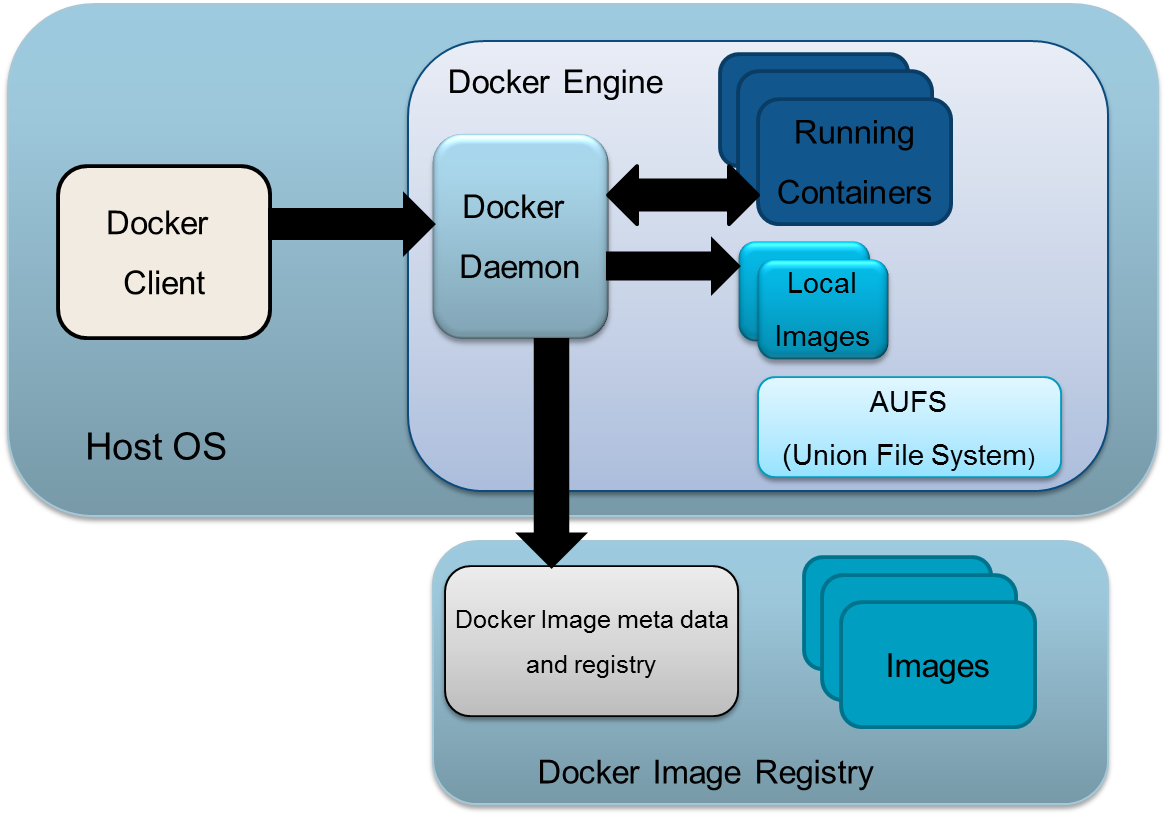 Docker Engine
Running
Containers
Docker
Client
Docker
Daemon
Local
Images
AUFS
(Union File System)
Host OS
Docker Image meta data
and registry
Images
Docker Image Registry